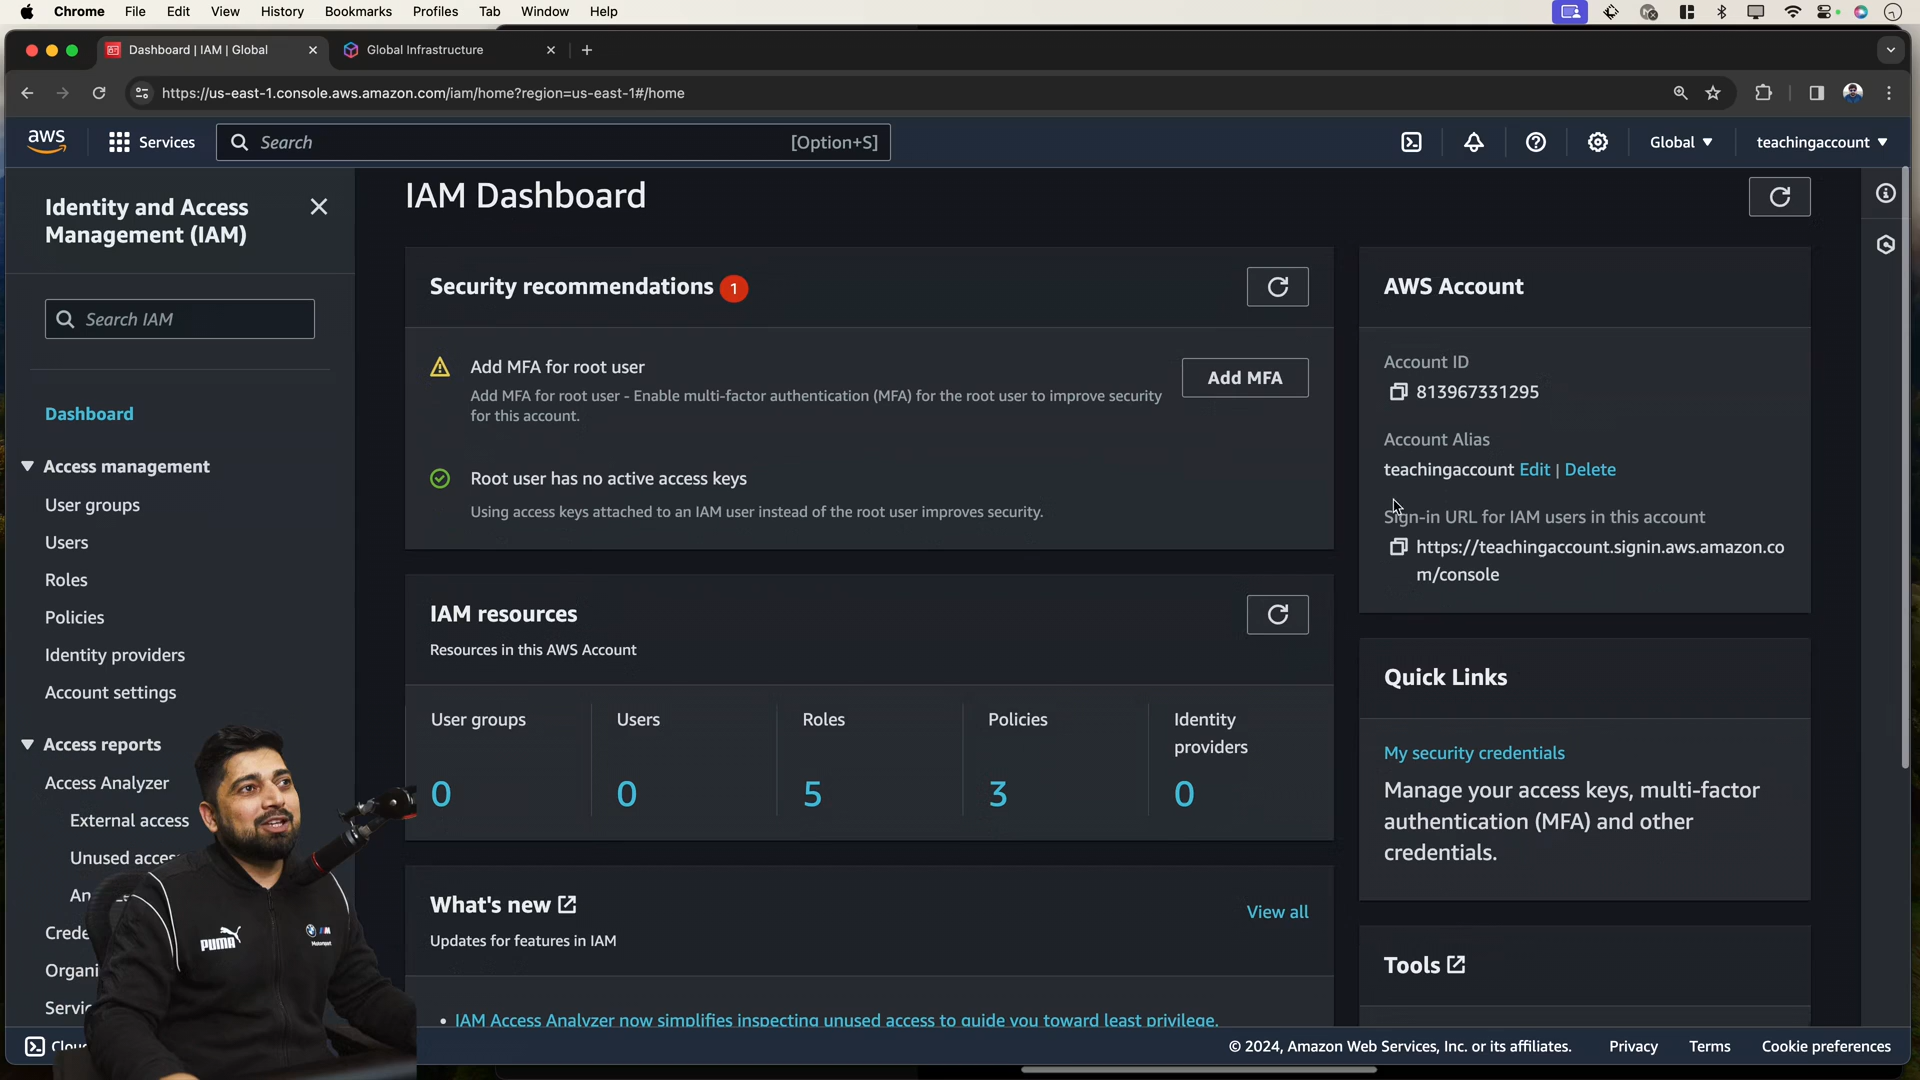 Chrome File Edit View History Bookmarks Profiles Tab Window Help
Dashboard | IAM | Global
Global Infrastructure
https://us-east-1.console.aws.amazon.com/iam/home?region=us-east-1#/home
aws
Services
Search
[Option+S]
Global
teachingaccount
Identity and Access
Management (IAM)
Search IAM
Dashboard
Access management
User groups
Users
Roles
Policies
Identity providers
Account settings
Access reports
Access Analyzer
External access
Unused acce
An
Crede
Organi
Servic
Clou
IAM Dashboard
Security recommendations 1
Add MFA for root user
Add MFA for root user - Enable multi-factor authentication (MFA) for the root user to improve security
for this account.
Add MFA
Root user has no active access keys
Using access keys attached to an IAM user instead of the root user improves security.
IAM resources
Resources in this AWS Account
User groups
0
Users
0
Roles
5
Policies
3
Identity
providers
0
What's new
View all
Updates for features in IAM
• IAM Access Analyzer now simplifies inspecting unused access to guide you toward least privilege.
AWS Account
Account ID
813967331295
Account Alias
teachingaccount Edit | Delete
Sign-in URL for IAM users in this account
https://teachingaccount.signin.aws.amazon.co
m/console
Quick Links
My security credentials
Manage your access keys, multi-factor
authentication (MFA) and other
credentials.
Tools
PUMA
M
Motorsport
© 2024, Amazon Web Services, Inc. or its affiliates.
Privacy
Terms
Cookie preferences